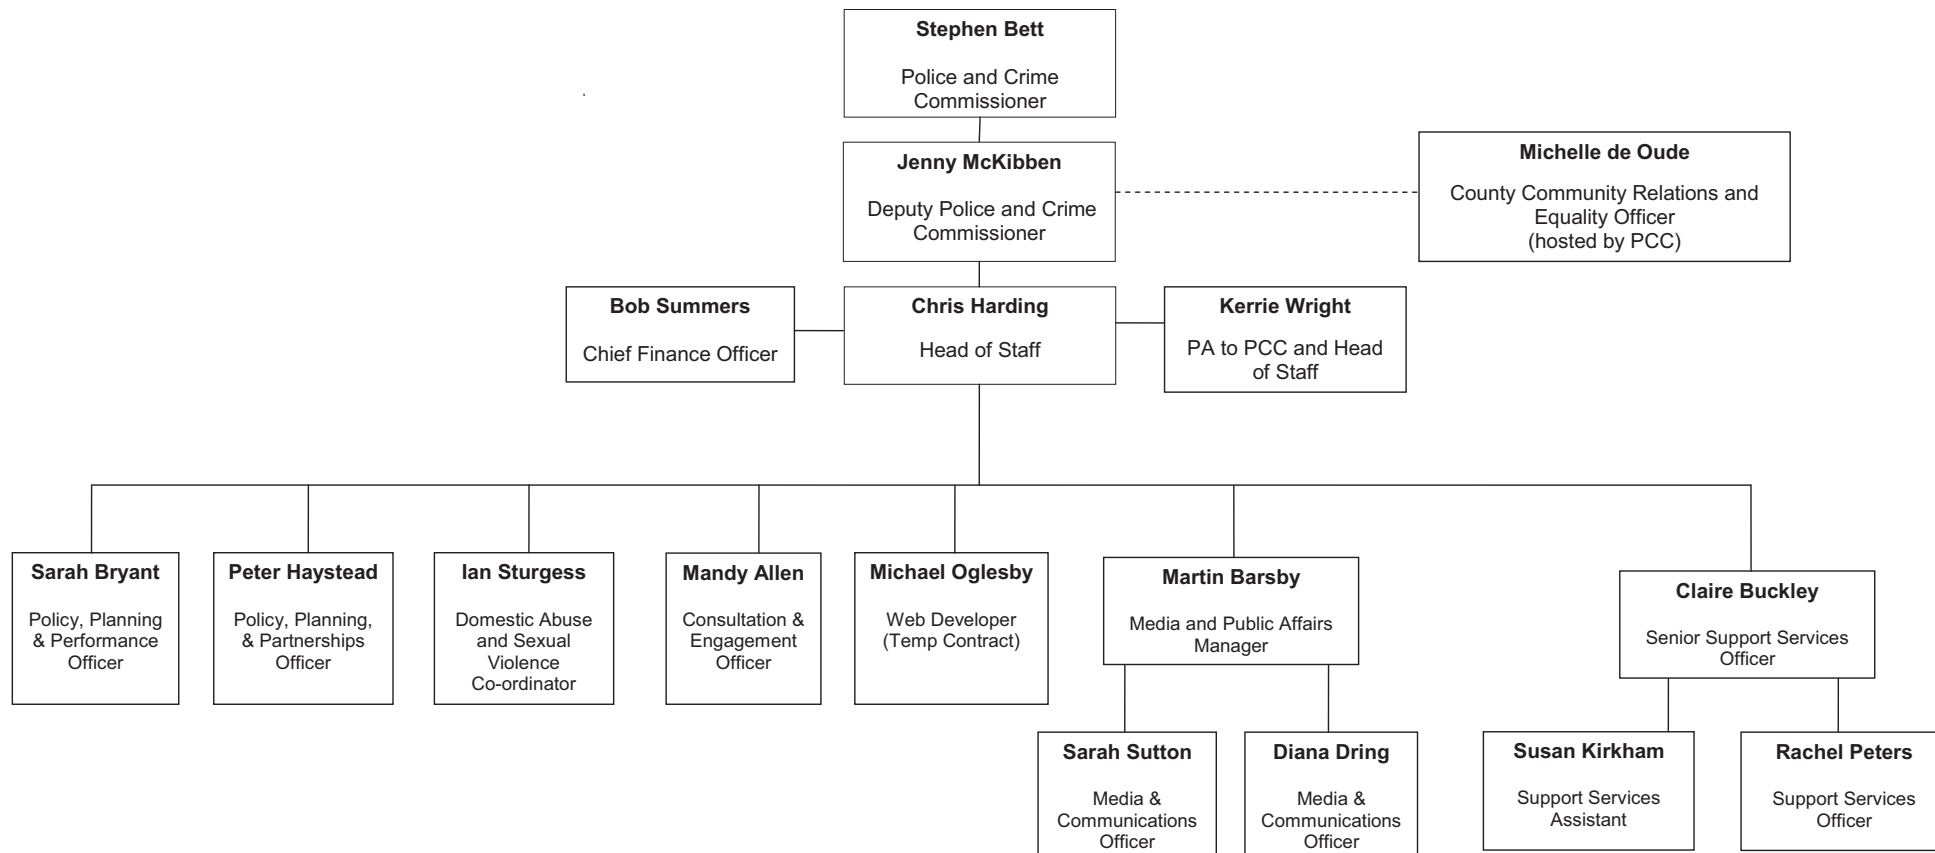 Stephen Bett
Police and Crime
Commissioner
Jenny McKibben
Deputy Police and Crime
Commissioner
Michelle de Oude
County Community Relations and
Equality Officer
(hosted by PCC)
Bob Summers
Chief Finance Officer
Chris Harding
Head of Staff
Kerrie Wright
PA to PCC and Head
of Staff
Sarah Bryant
Policy, Planning
& Performance
Officer
Peter Haystead
Policy, Planning,
& Partnerships
Officer
Ian Sturgess
Domestic Abuse
and Sexual
Violence
Co-ordinator
Mandy Allen
Consultation &
Engagement
Officer
Michael Oglesby
Web Developer
(Temp Contract)
Martin Barsby
Media and Public Affairs
Manager
Claire Buckley
Senior Support Services
Officer
Sarah Sutton
Media &
Communications
Officer
Diana Dring
Media &
Communications
Officer
Susan Kirkham
Support Services
Assistant
Rachel Peters
Support Services
Officer